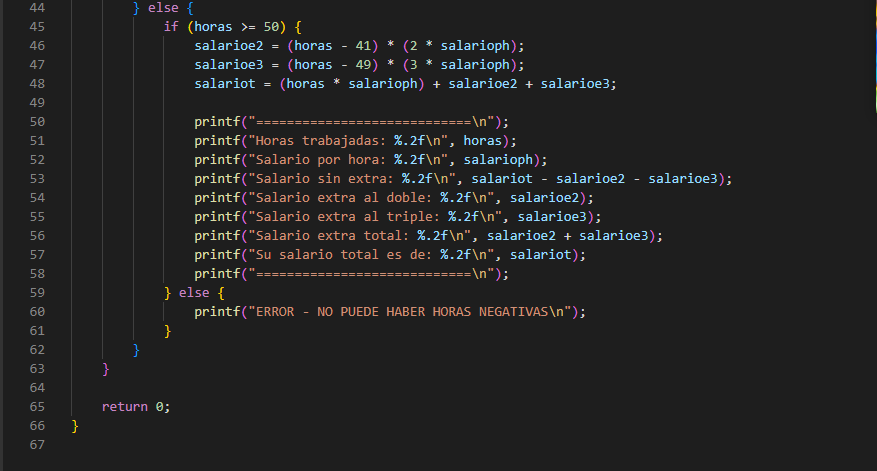 44 } else {
45 if (horas >= 50) {
46 salarioe2 = (horas - 41) * (2 * salarioph);
47 salarioe3 = (horas - 49) * (3 * salarioph);
48 salariot = (horas * salarioph) + salarioe2 + salarioe3;
49
50 printf("============================\n");
51 printf("Horas trabajadas: %.2f\n", horas);
52 printf("Salario por hora: %.2f\n", salarioph);
53 printf("Salario sin extra: %.2f\n", salariot - salarioe2 - salarioe3);
54 printf("Salario extra al doble: %.2f\n", salarioe2);
55 printf("Salario extra al triple: %.2f\n", salarioe3);
56 printf("Salario extra total: %.2f\n", salarioe2 + salarioe3);
57 printf("Su salario total es de: %.2f\n", salariot);
58 printf("============================\n");
59 } else {
60 printf("ERROR - NO PUEDE HABER HORAS NEGATIVAS\n");
61 }
62 }
63 }
64
65 return 0;
66 }
67